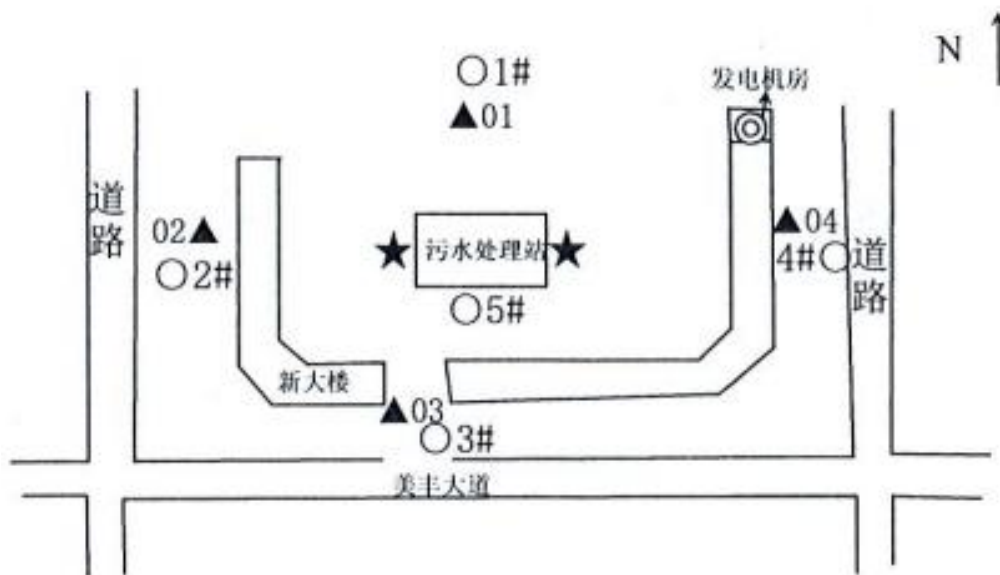 N
○1#
▲01
发电机房
道路
02▲
○2#
★污水处理站★
▲04
4#○
道路
○5#
新大楼
▲03
○3#
美丰大道